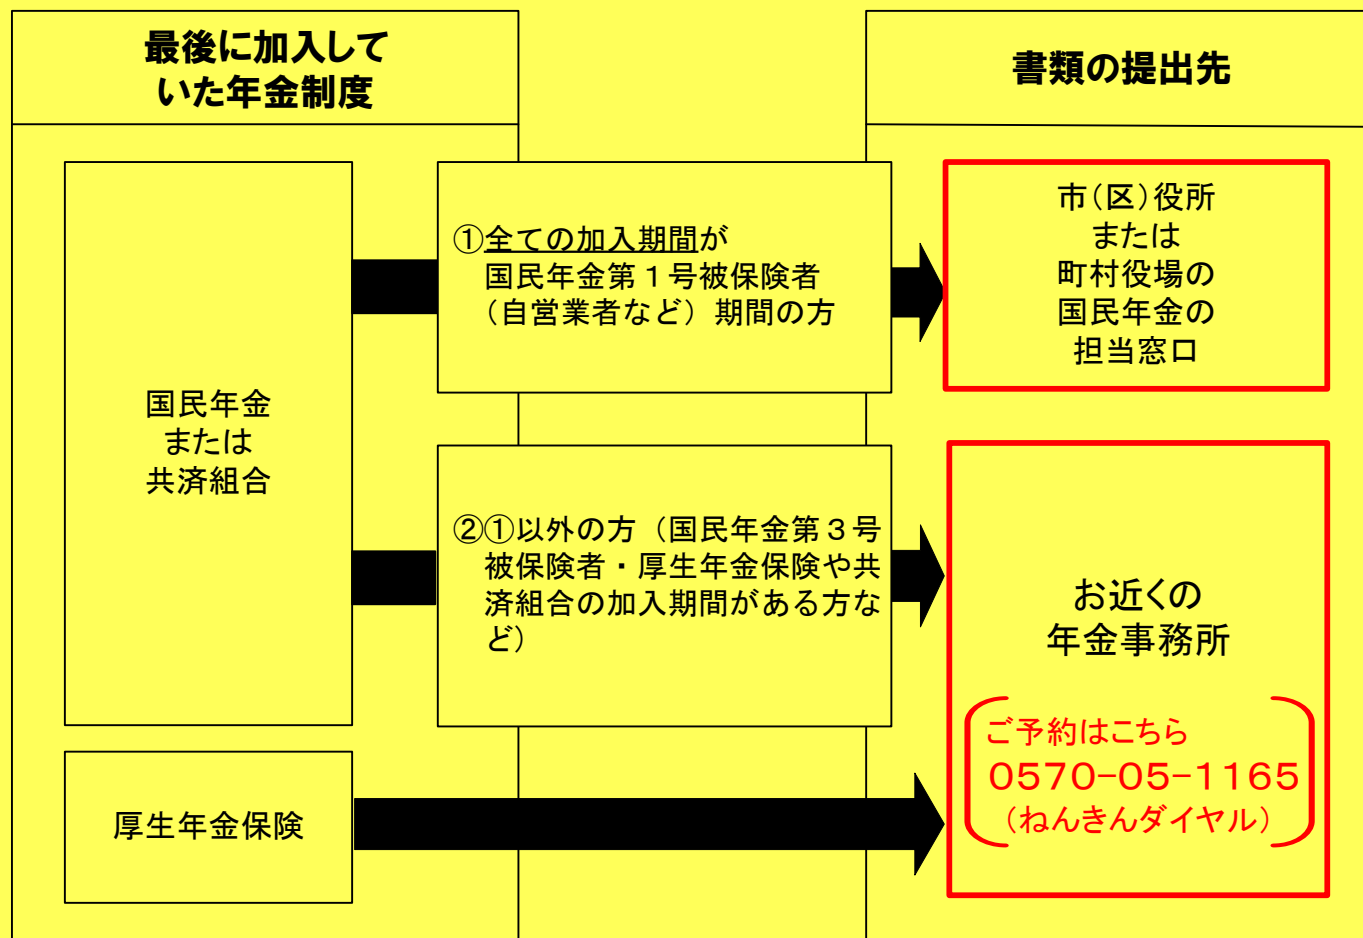 最後に加入して
いた年金制度
書類の提出先
国民年金
または
共済組合
①全ての加入期間が
国民年金第１号被保険者
（自営業者など）期間の方
市（区）役所
または
町村役場の
国民年金の
担当窓口
②①以外の方（国民年金第３号
被保険者・厚生年金保険や共
済組合の加入期間がある方な
ど）
お近くの
年金事務所
ご予約はこちら
０５７０−０５−１１６５
（ねんきんダイヤル）
厚生年金保険